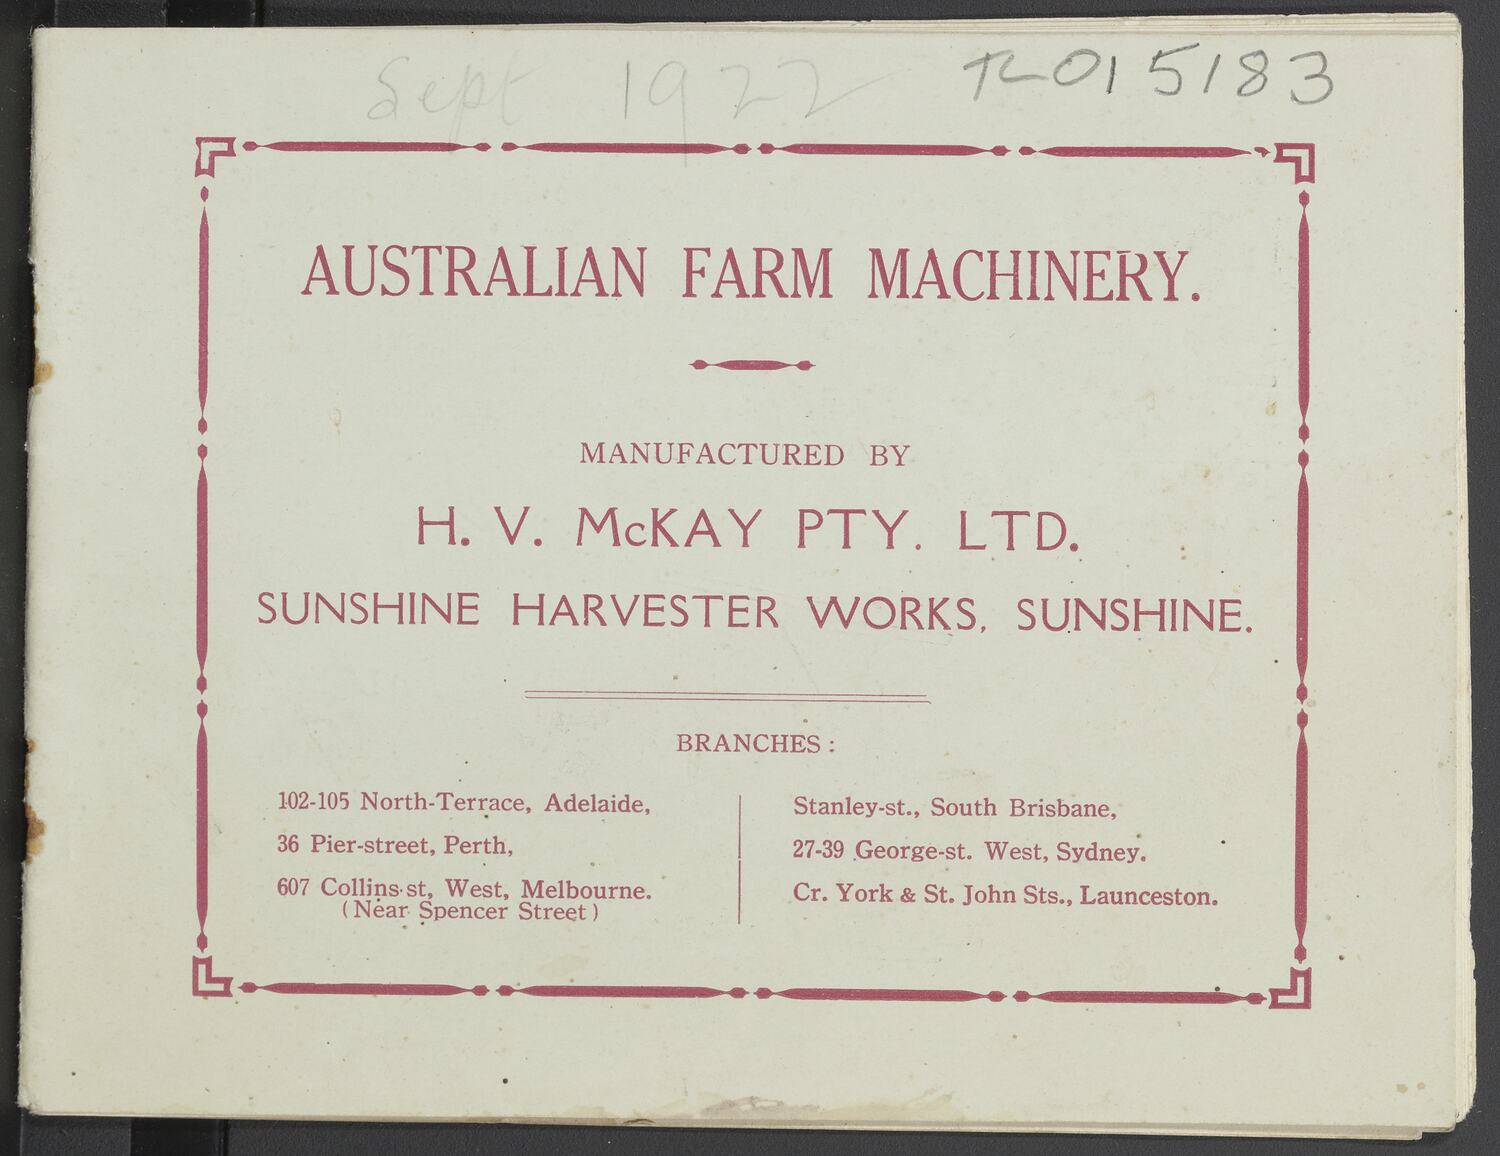 Sept 1922 TL015183
AUSTRALIAN FARM MACHINERY.
MANUFACTURED BY
H. V. McKAY PTY. LTD.
SUNSHINE HARVESTER WORKS, SUNSHINE.
BRANCHES:
102-105 North-Terrace, Adelaide,
36 Pier-street, Perth,
607 Collins-st, West, Melbourne.
(Near Spencer Street)
Stanley-st., South Brisbane,
27-39 George-st. West, Sydney.
Cr. York & St. John Sts., Launceston.